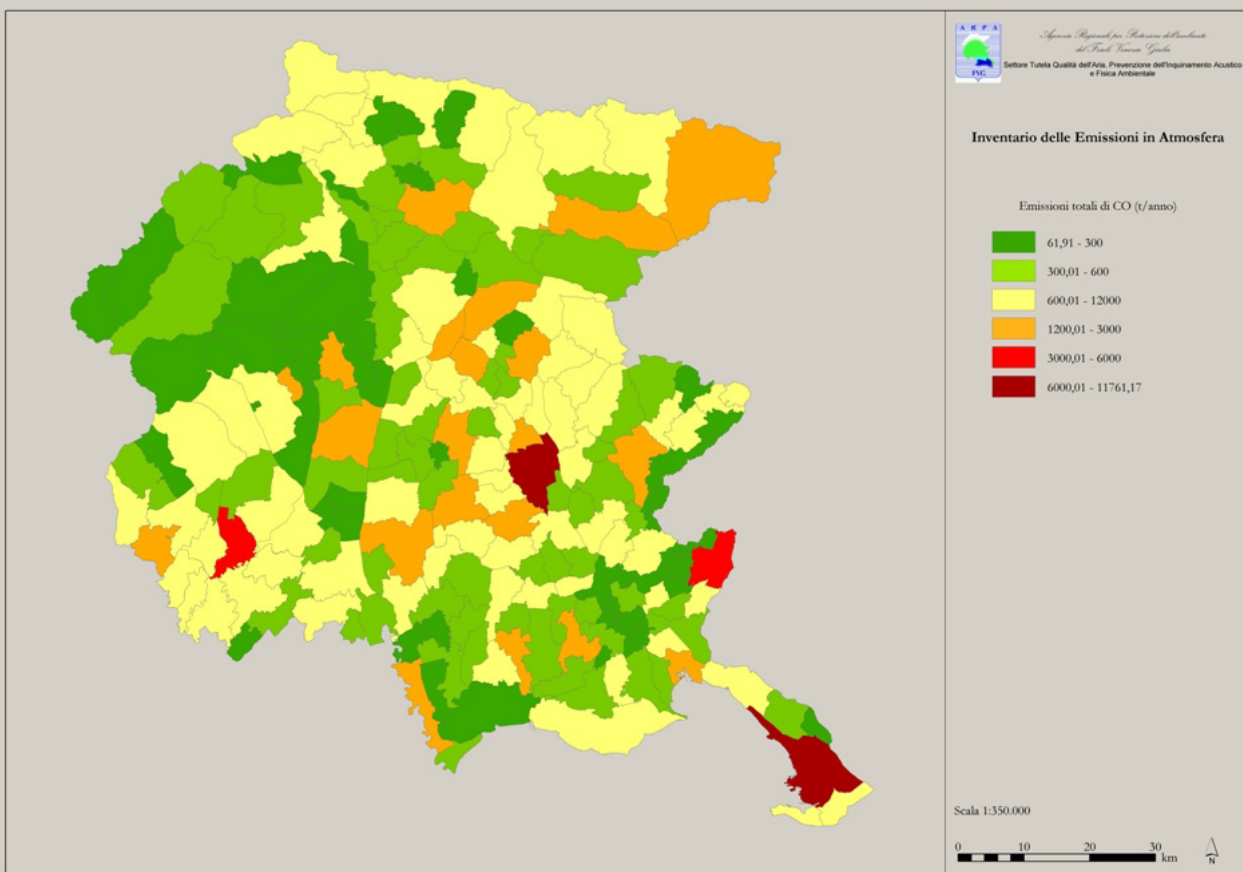 ARPA
FVG
Agenzia Regionale per Protezione dell'ambiente
del Friuli Venezia Giulia
Settore Tutela Qualità dell'Aria, Prevenzione dell'Inquinamento Acustico
e Fisica Ambientale
Inventario delle Emissioni in Atmosfera
Emissioni totali di CO (t/anno)
61,91 - 300
300,01 - 600
600,01 - 12000
1200,01 - 3000
3000,01 - 6000
6000,01 - 11761,17
Scala 1:350.000
0 10 20 30
km
N